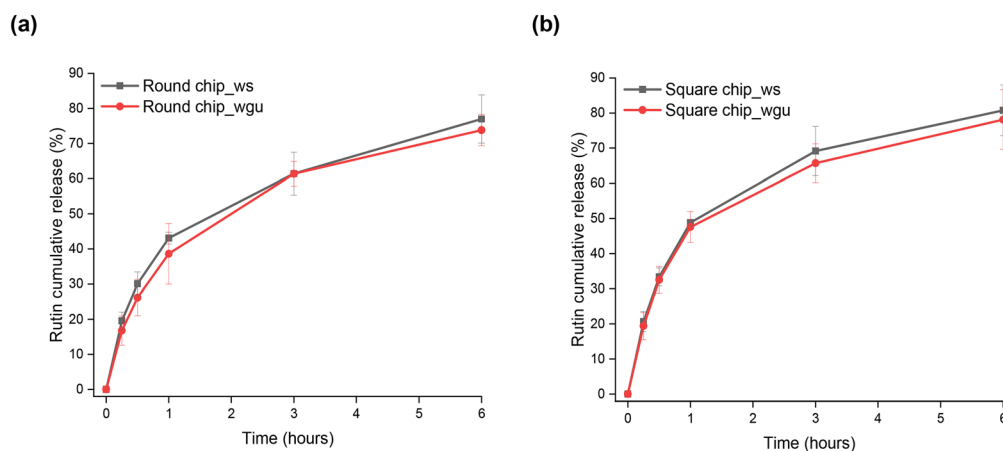 (a)
Round chip_ws
Round chip_wgu
90
80
70
60
50
40
30
20
10
0
Rutin cumulative release (%)
0 1 2 3 4 5 6
Time (hours)
(b)
Square chip_ws
Square chip_wgu
90
80
70
60
50
40
30
20
10
0
Rutin cumulative release (%)
0 1 2 3 4 5 6
Time (hours)